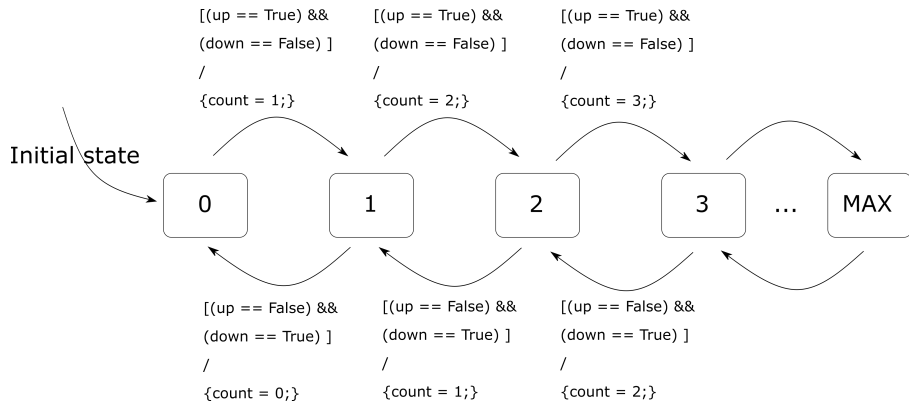 [(up == True) &&
(down == False) ]
/
{count = 1;}
[(up == True) &&
(down == False) ]
/
{count = 2;}
[(up == True) &&
(down == False) ]
/
{count = 3;}
Initial state
0
1
2
3
...
MAX
[(up == False) &&
(down == True) ]
/
{count = 0;}
[(up == False) &&
(down == True) ]
/
{count = 1;}
[(up == False) &&
(down == True) ]
/
{count = 2;}